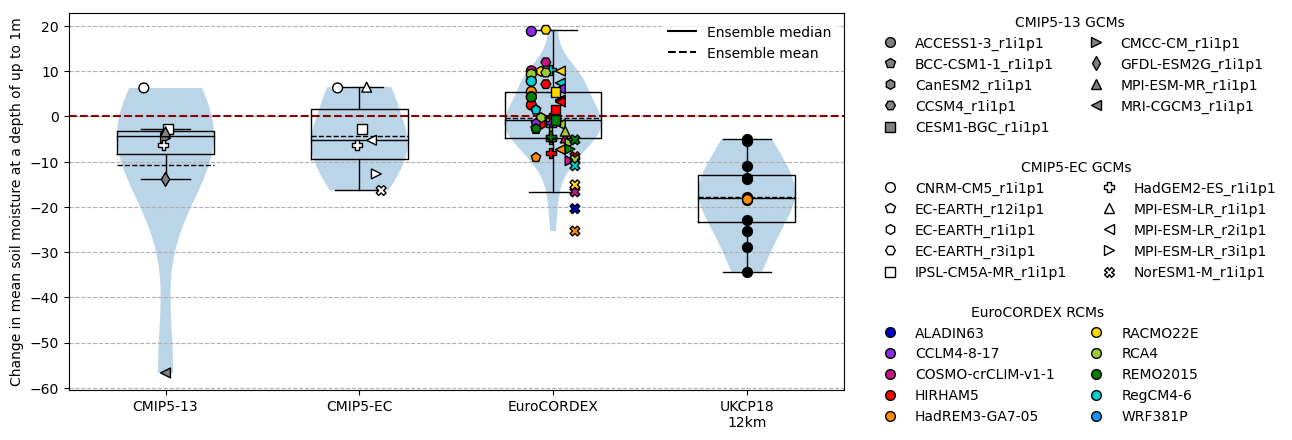 Change in mean soil moisture at a depth of up to 1m
20
10
0
−10
−20
−30
−40
−50
−60
Ensemble median
Ensemble mean
CMIP5-13
CMIP5-EC
EuroCORDEX
UKCP18
12km
CMIP5-13 GCMs
ACCESS1-3_r1i1p1
BCC-CSM1-1_r1i1p1
CanESM2_r1i1p1
CCSM4_r1i1p1
CESM1-BGC_r1i1p1
CMCC-CM_r1i1p1
GFDL-ESM2G_r1i1p1
MPI-ESM-MR_r1i1p1
MRI-CGCM3_r1i1p1
CMIP5-EC GCMs
CNRM-CM5_r1i1p1
EC-EARTH_r12i1p1
EC-EARTH_r1i1p1
EC-EARTH_r3i1p1
IPSL-CM5A-MR_r1i1p1
HadGEM2-ES_r1i1p1
MPI-ESM-LR_r1i1p1
MPI-ESM-LR_r2i1p1
MPI-ESM-LR_r3i1p1
NorESM1-M_r1i1p1
EuroCORDEX RCMs
ALADIN63
CCLM4-8-17
COSMO-crCLIM-v1-1
HIRHAM5
HadREM3-GA7-05
RACMO22E
RCA4
REMO2015
RegCM4-6
WRF381P